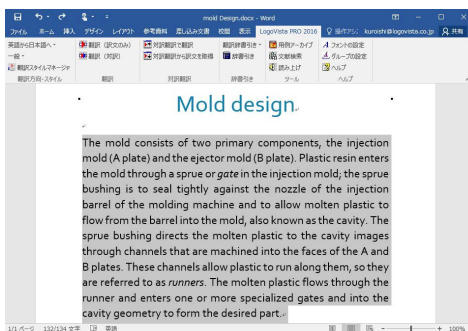 mold Design.docx - Word
ファイル ホーム 挿入 デザイン レイアウト 参考資料 差し込み文書 校閲 表示 LogoVista PRO 2016 操作アシ kuroishi@logovista.co.jp 共有
英語から日本語へ 翻訳（訳文のみ） 対訳翻訳で翻訳 翻訳辞書引き 用例アーカイブ フォントの設定
一般 翻訳（対訳） 対訳翻訳から訳文を取得 辞書引き 文献検索 グループの設定
翻訳スタイルマネージャ 読み上げ ヘルプ
翻訳方向-スタイル 翻訳 対訳翻訳 辞書引き ツール ヘルプ
Mold design
The mold consists of two primary components, the injection
mold (A plate) and the ejector mold (B plate). Plastic resin enters
the mold through a sprue or gate in the injection mold; the sprue
bushing is to seal tightly against the nozzle of the injection
barrel of the molding machine and to allow molten plastic to
flow from the barrel into the mold, also known as the cavity. The
sprue bushing directs the molten plastic to the cavity images
through channels that are machined into the faces of the A and
B plates. These channels allow plastic to run along them, so they
are referred to as runners. The molten plastic flows through the
runner and enters one or more specialized gates and into the
cavity geometry to form the desired part.
1/1 ページ 132/134 文字 英語 100%